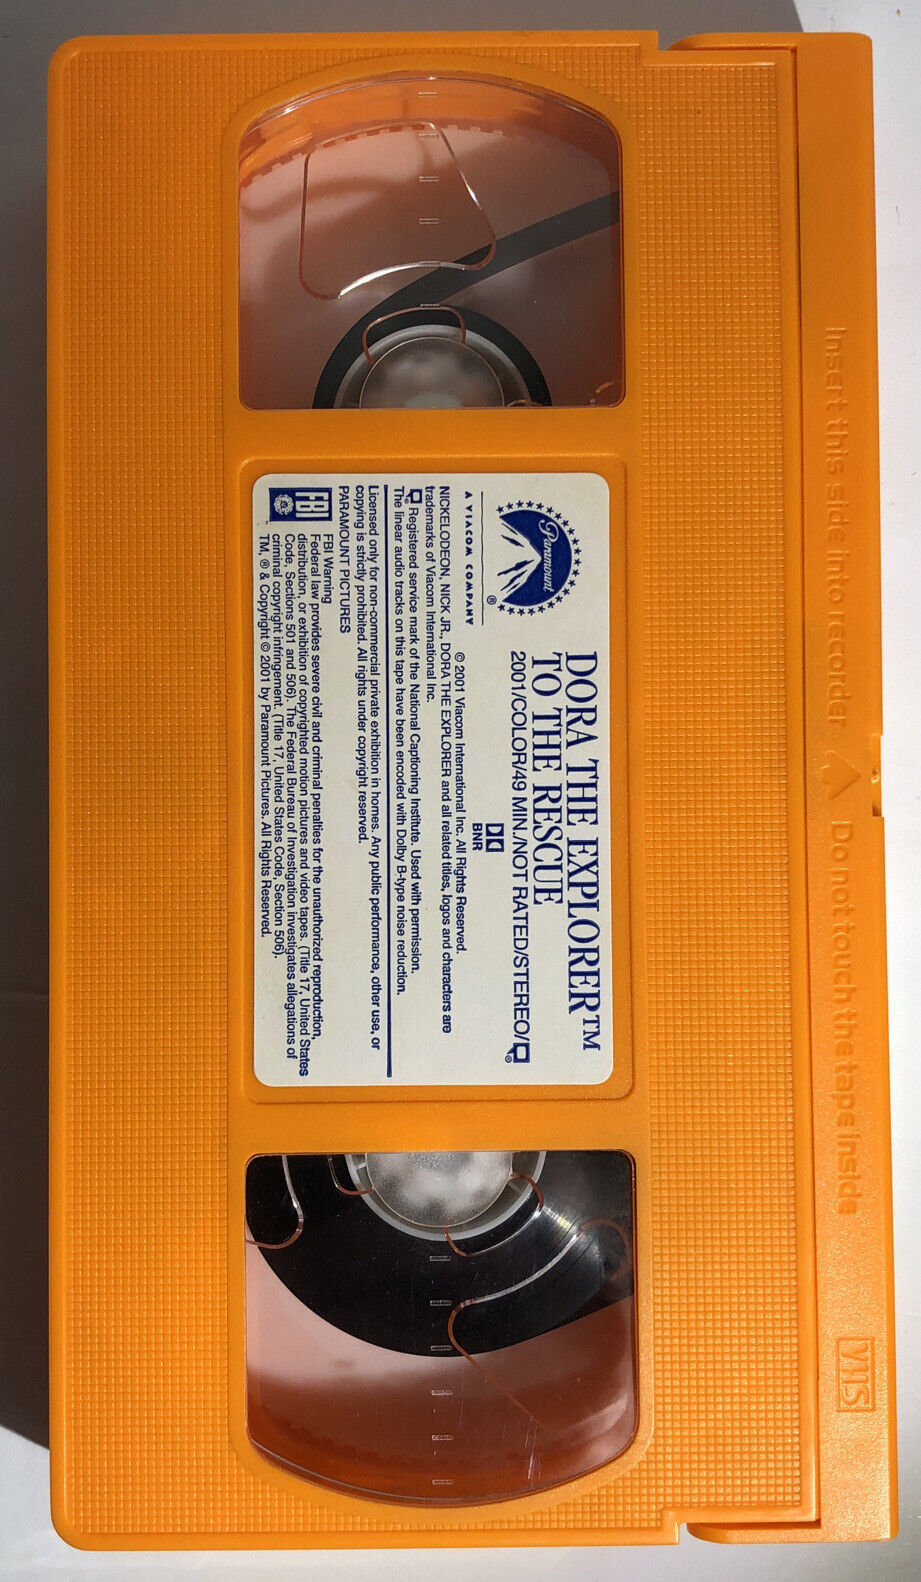 Paramount
®
A VIACOM COMPANY
DORA THE EXPLORER™
TO THE RESCUE
2001/COLOR/49 MIN./NOT RATED/STEREO/ ®
BNR
© 2001 Viacom International Inc. All Rights Reserved.
NICKELODEON, NICK JR., DORA THE EXPLORER and all related titles, logos and characters are
trademarks of Viacom International Inc.
® Registered service mark of the National Captioning Institute. Used with permission.
The linear audio tracks on this tape have been encoded with Dolby B-type noise reduction.
Licensed only for non-commercial private exhibition in homes. Any public performance, other use, or
copying is strictly prohibited. All rights under copyright reserved.
PARAMOUNT PICTURES
FBI
FBI Warning
Federal law provides severe civil and criminal penalties for the unauthorized reproduction,
distribution, or exhibition of copyrighted motion pictures and video tapes. (Title 17, United States
Code, Sections 501 and 506). The Federal Bureau of Investigation investigates allegations of
criminal copyright infringement. (Title 17, United States Code, Section 506).
TM, ® & Copyright © 2001 by Paramount Pictures. All Rights Reserved.
Insert this side into recorder △ Do not touch the tape inside
VHS